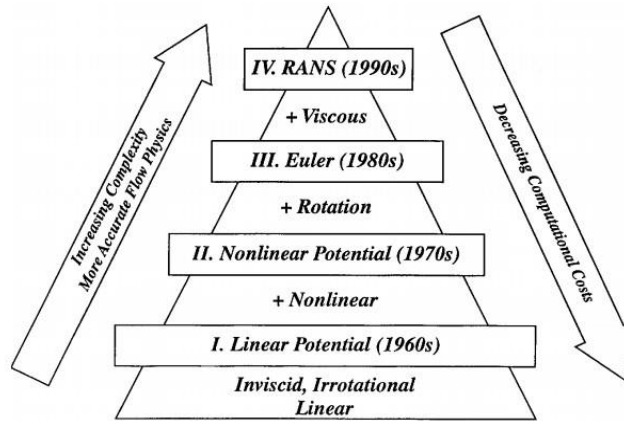 IV. RANS (1990s)
+ Viscous
III. Euler (1980s)
+ Rotation
II. Nonlinear Potential (1970s)
+ Nonlinear
I. Linear Potential (1960s)
Inviscid, Irrotational
Linear
Increasing Complexity
More Accurate Flow Physics
Decreasing Computational Costs